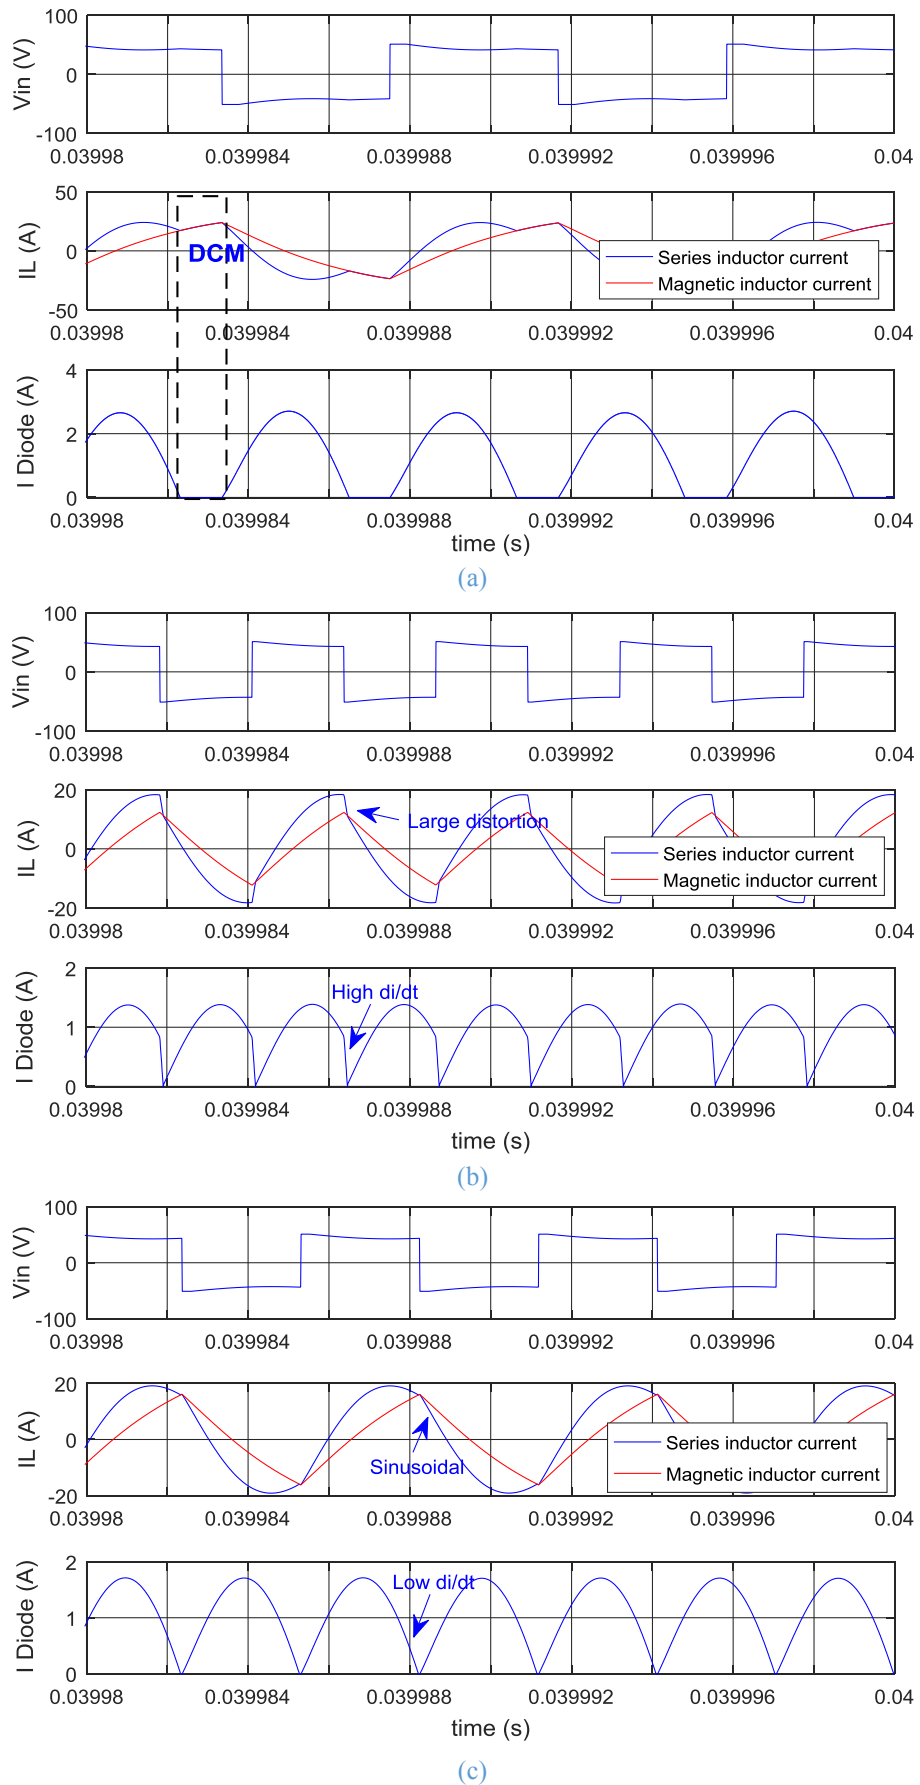 100
0
-100
Vin (V)
0.03998 0.039984 0.039988 0.039992 0.039996 0.04
50
0
-50
IL (A)
DCM
Series inductor current
Magnetic inductor current
0.03998 0.039984 0.039988 0.039992 0.039996 0.04
4
2
0
I Diode (A)
0.03998 0.039984 0.039988 0.039992 0.039996 0.04
time (s)
(a)
100
0
-100
Vin (V)
0.03998 0.039984 0.039988 0.039992 0.039996 0.04
20
0
-20
IL (A)
Large distortion
Series inductor current
Magnetic inductor current
0.03998 0.039984 0.039988 0.039992 0.039996 0.04
2
1
0
I Diode (A)
High di/dt
0.03998 0.039984 0.039988 0.039992 0.039996 0.04
time (s)
(b)
100
0
-100
Vin (V)
0.03998 0.039984 0.039988 0.039992 0.039996 0.04
20
0
-20
IL (A)
Sinusoidal
Series inductor current
Magnetic inductor current
0.03998 0.039984 0.039988 0.039992 0.039996 0.04
2
1
0
I Diode (A)
Low di/dt
0.03998 0.039984 0.039988 0.039992 0.039996 0.04
time (s)
(c)